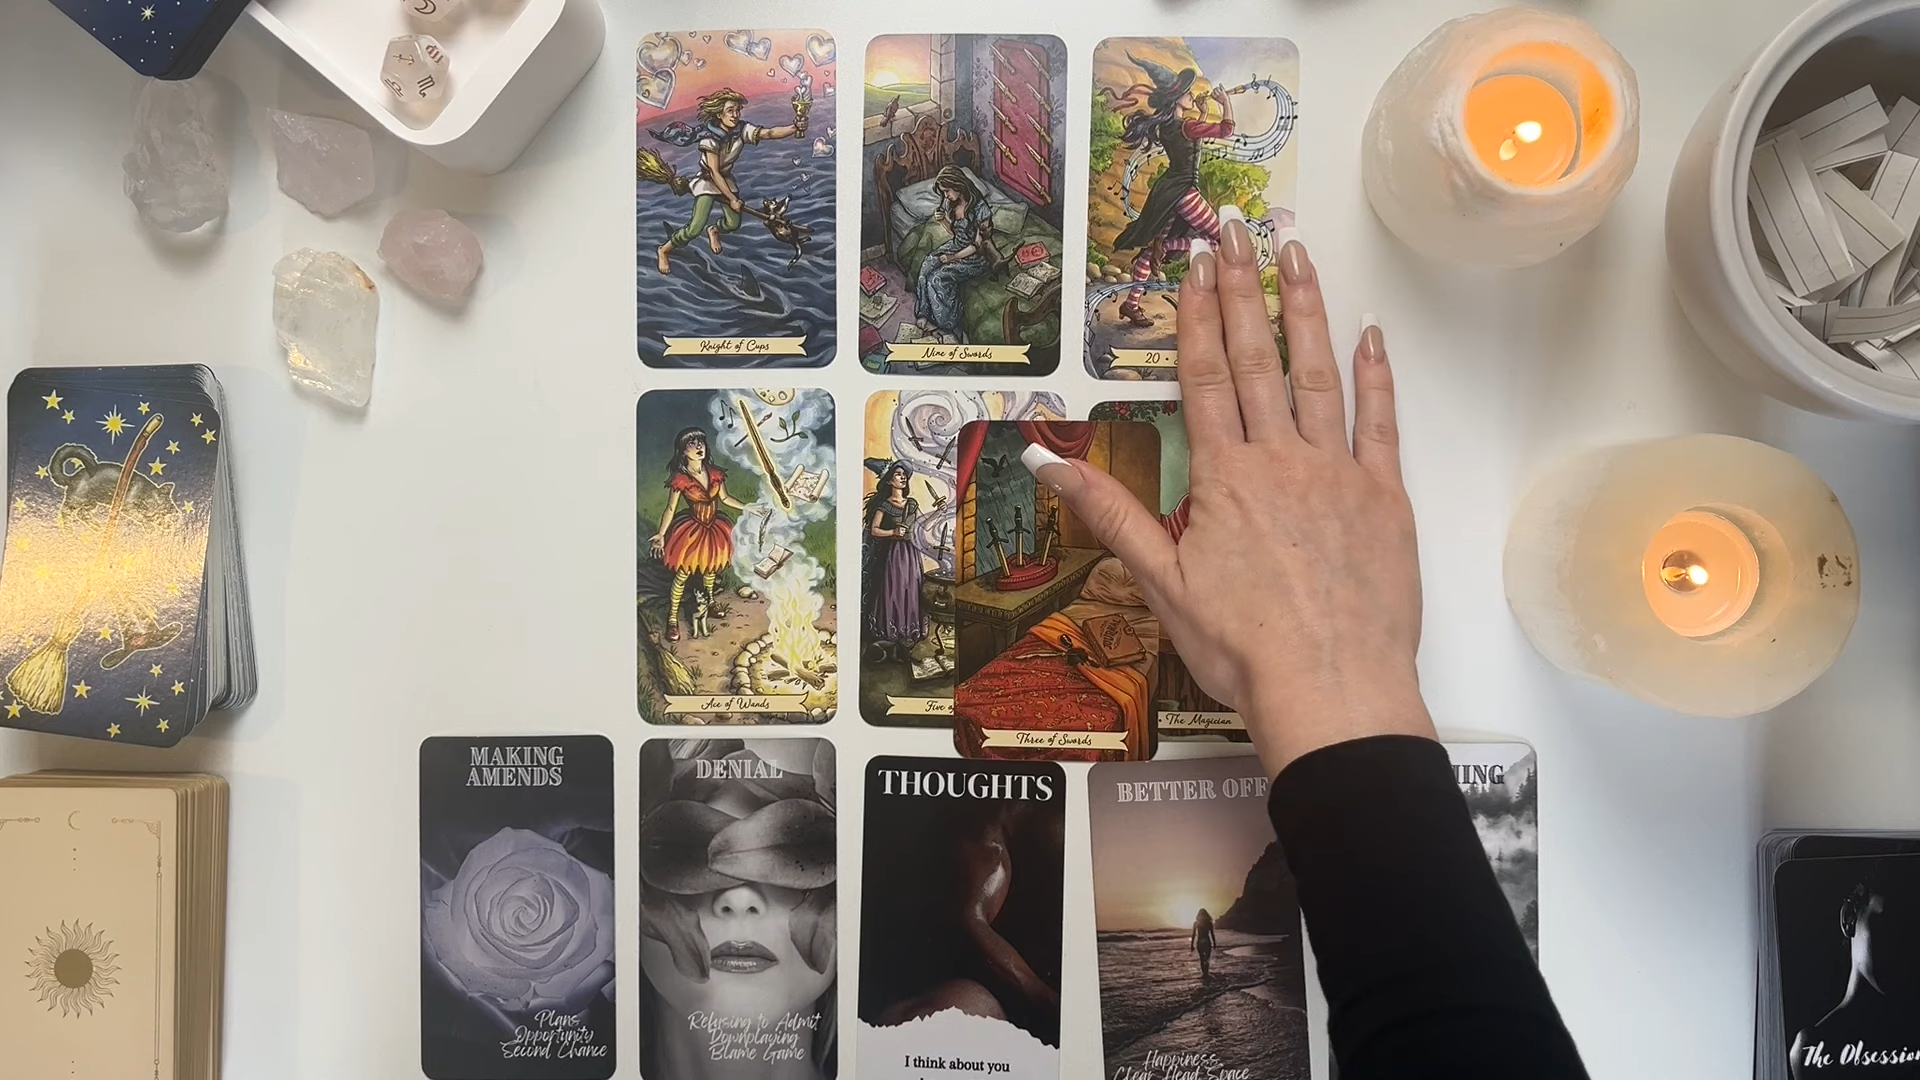 Knight of Cups
Nine of Swords
20
Ace of Wands
Five
Three of Swords
The Magician
JOURNAL
MAKING
AMENDS
Plans
Opportunity
Second Chance
DENIAL
Refusing to Admit
Downplaying
Blame Game
THOUGHTS
I think about you
BETTER OFF
Happiness
Clear Head Space
The Obsession